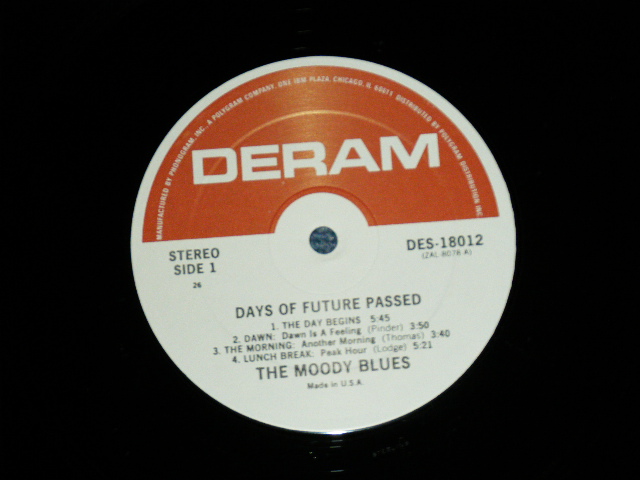 MANUFACTURED BY PHONOGRAM, INC., A POLYGRAM COMPANY, ONE IBM PLAZA, CHICAGO, IL 60611 DISTRIBUTED BY POLYGRAM DISTRIBUTION INC
DERAM
STEREO
SIDE 1
26
DES-18012
(ZAL-8076-A)
DAYS OF FUTURE PASSED
1. THE DAY BEGINS 5:45
2. DAWN: Dawn Is A Feeling (Pinder) 3:50
3. THE MORNING: Another Morning (Thomas) 3:40
4. LUNCH BREAK: Peak Hour (Lodge) 5:21
THE MOODY BLUES
Made in U.S.A.